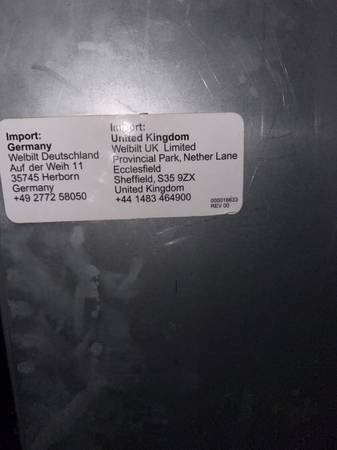 Import:
Germany
Welbilt Deutschland
Auf der Weih 11
35745 Herborn
Germany
+49 2772 58050
Import:
United Kingdom
Welbilt UK Limited
Provincial Park, Nether Lane
Ecclesfield
Sheffield, S35 9ZX
United Kingdom
+44 1483 464900
000016633
REV 00